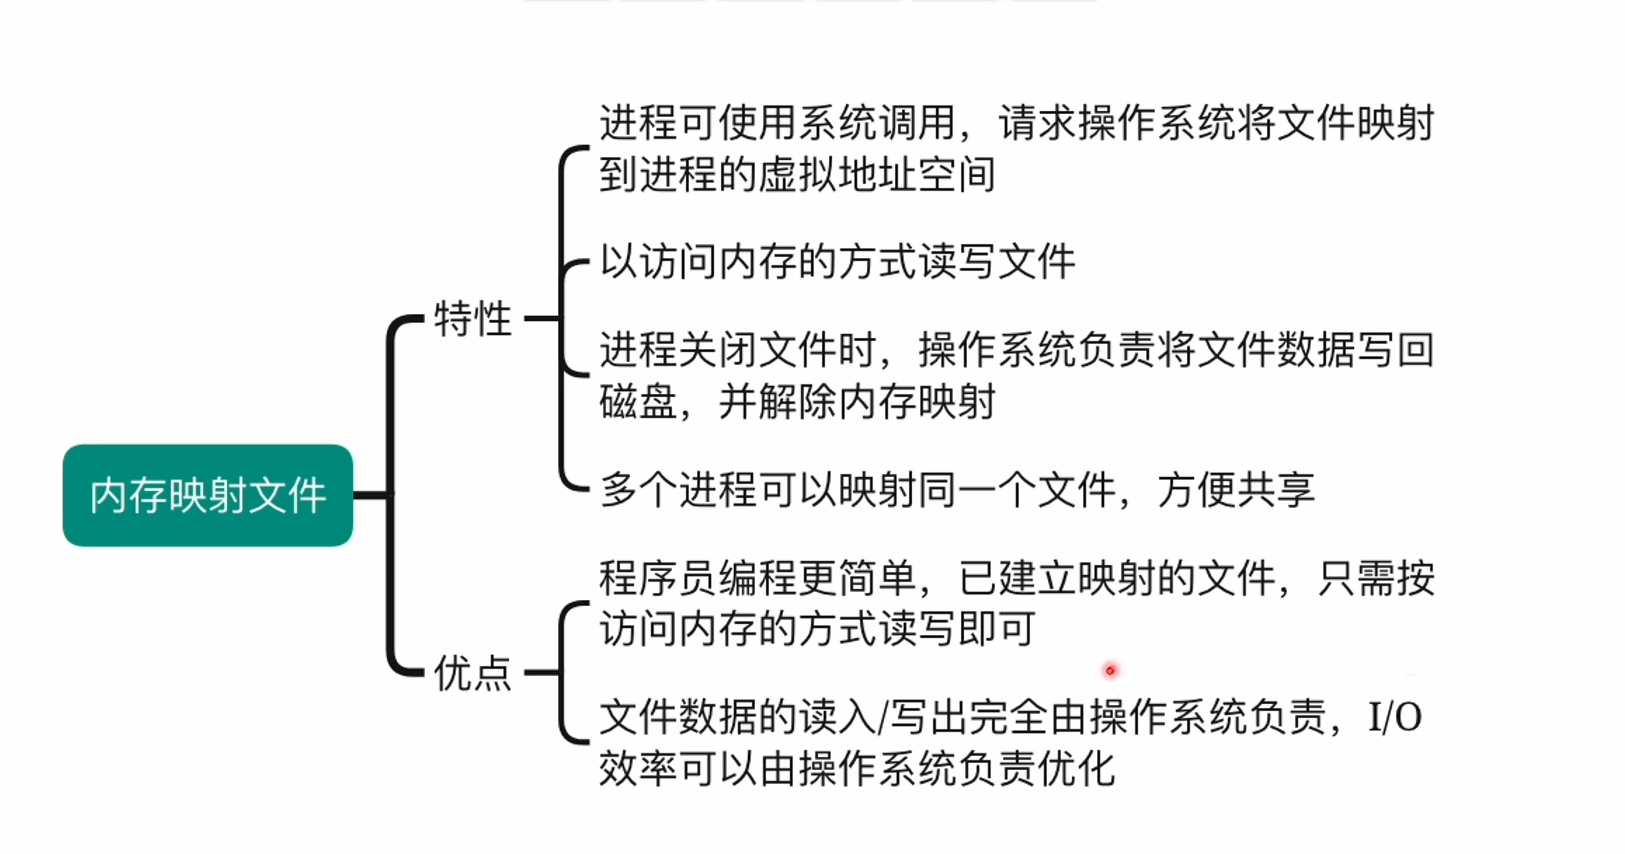 进程可使用系统调用，请求操作系统将文件映射
到进程的虚拟地址空间
以访问内存的方式读写文件
特性
进程关闭文件时，操作系统负责将文件数据写回
磁盘，并解除内存映射
多个进程可以映射同一个文件，方便共享
内存映射文件
程序员编程更简单，已建立映射的文件，只需按
访问内存的方式读写即可
优点
文件数据的读入/写出完全由操作系统负责，I/O
效率可以由操作系统负责优化